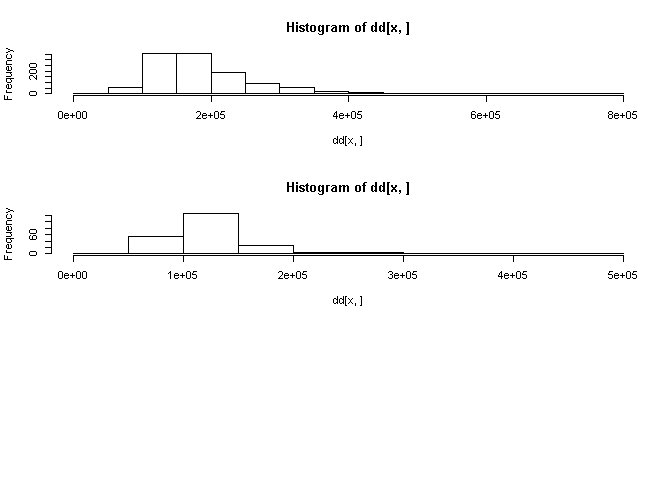 Histogram of dd[x, ]
Frequency
0 200
0e+00 2e+05 4e+05 6e+05 8e+05
dd[x, ]
Histogram of dd[x, ]
Frequency
0 60
0e+00 1e+05 2e+05 3e+05 4e+05 5e+05
dd[x, ]